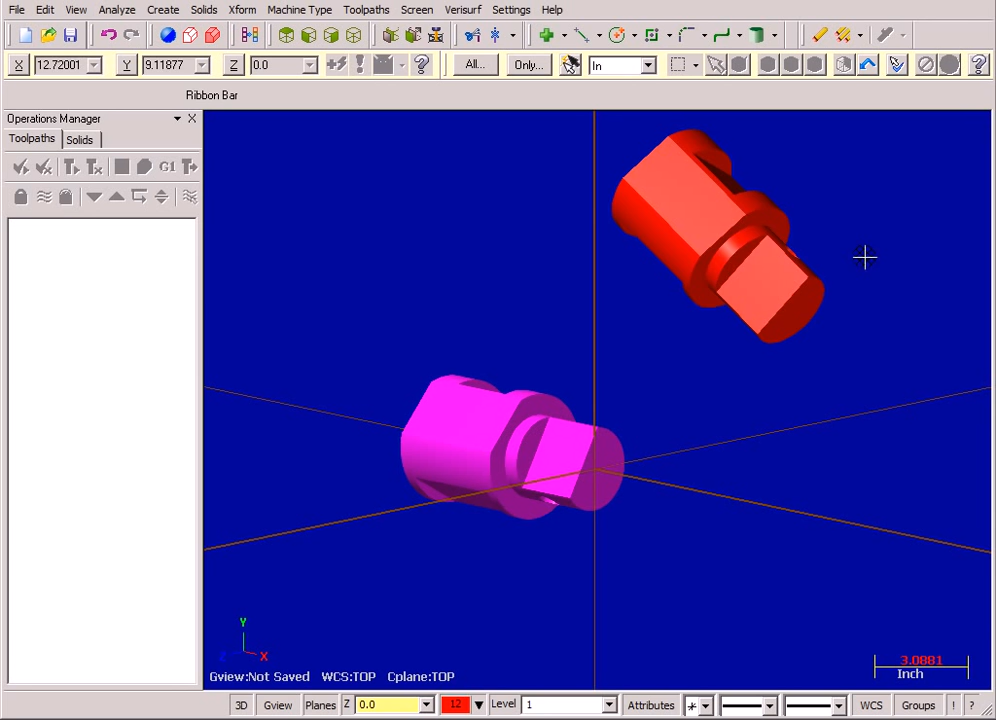 File Edit View Analyze Create Solids Xform Machine Type Toolpaths Screen Verisurf Settings Help
X 12.72001 Y 9.11877 Z 0.0 All... Only... In
Ribbon Bar
Operations Manager
Toolpaths Solids
G1
Y
Z X
3.0881
Inch
Gview:Not Saved WCS:TOP Cplane:TOP
3D Gview Planes Z 0.0 12 Level 1 Attributes WCS Groups ! ?